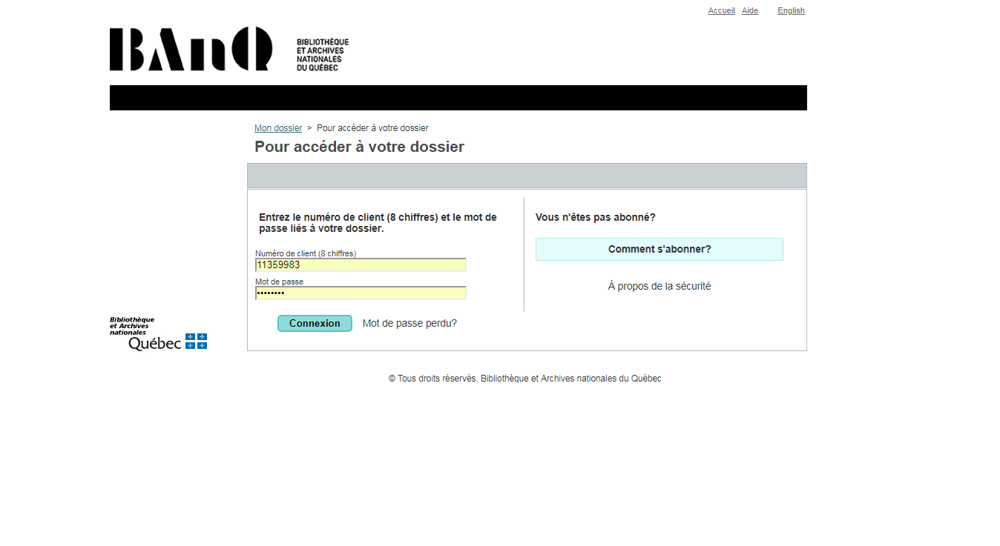 Accueil Aide English
BAnQ
BIBLIOTHÈQUE
ET ARCHIVES
NATIONALES
DU QUÉBEC
Mon dossier > Pour accéder à votre dossier
Pour accéder à votre dossier
Entrez le numéro de client (8 chiffres) et le mot de
passe liés à votre dossier.
Numéro de client (8 chiffres)
11359983
Mot de passe
••••••••
Connexion Mot de passe perdu?
Vous n'êtes pas abonné?
Comment s'abonner?
À propos de la sécurité
Bibliothèque
et Archives
nationales
Québec
© Tous droits réservés. Bibliothèque et Archives nationales du Québec